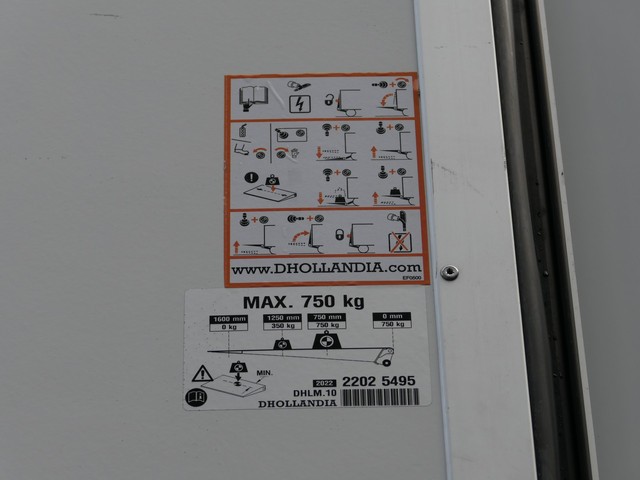 www.DHOLLANDIA.com
EF0600
MAX. 750 kg
1600 mm 1250 mm 750 mm 0 mm
0 kg 350 kg 750 kg 750 kg
MIN.
2022 2202 5495
DHLM.10
DHOLLANDIA